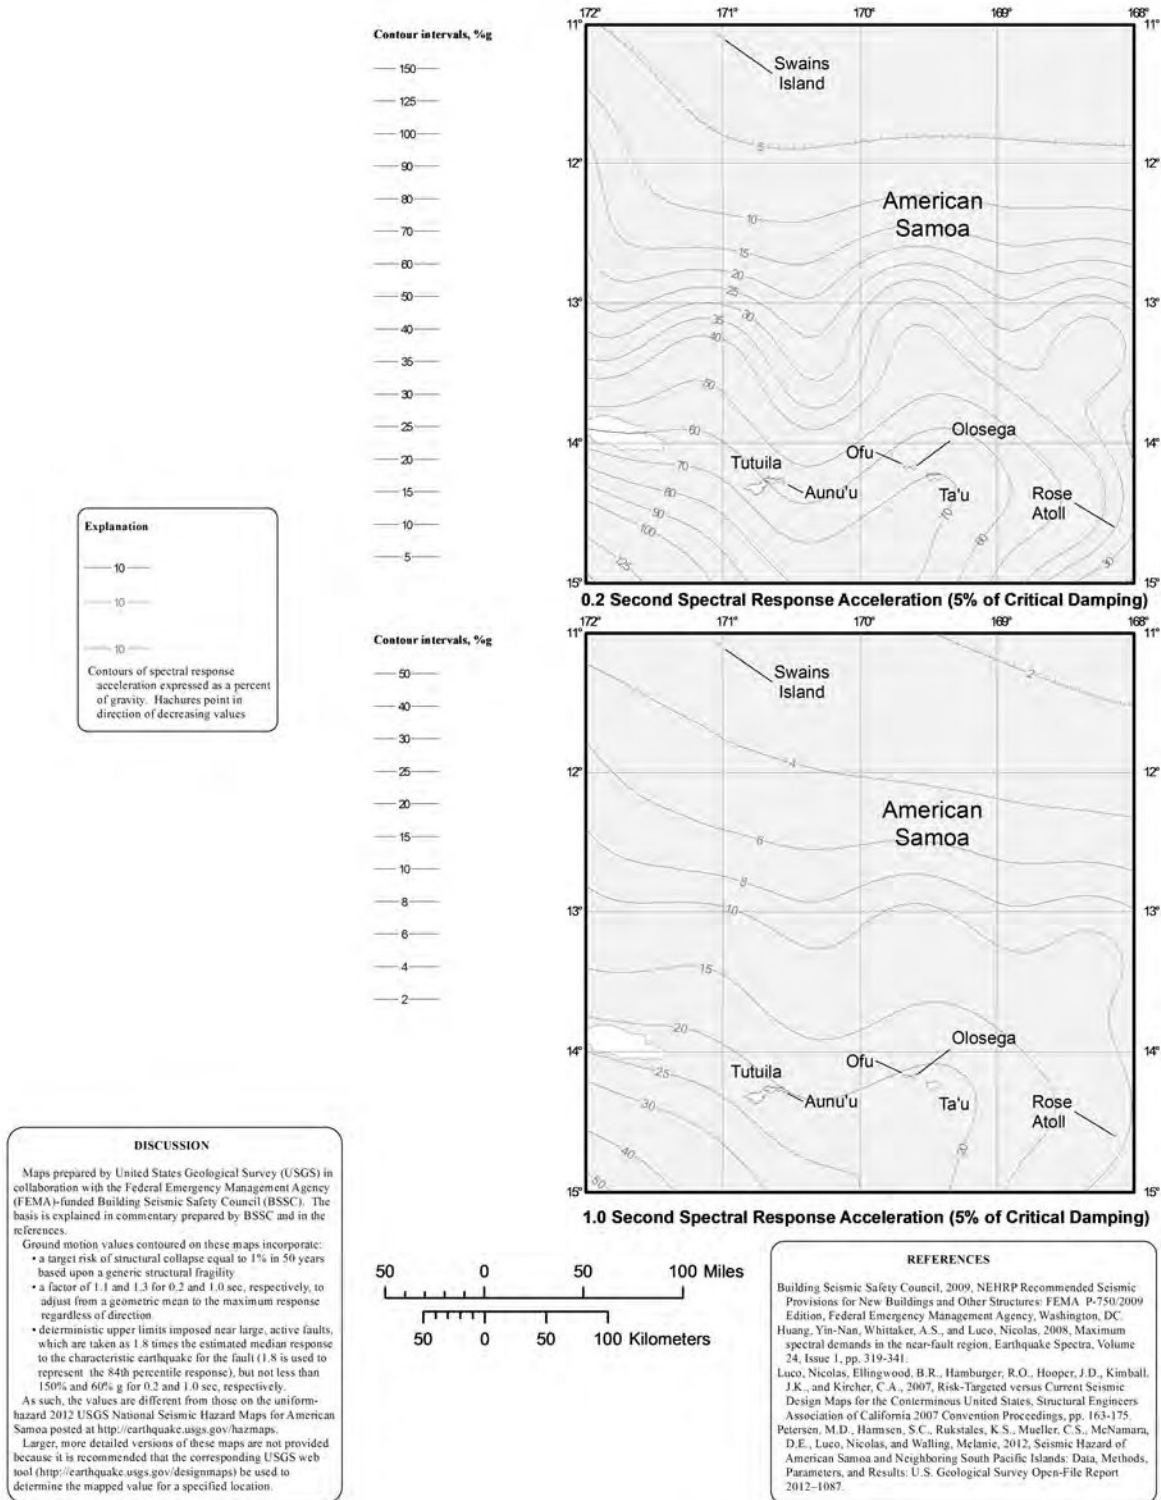 Contour intervals, %g
150
125
100
90
80
70
60
50
40
35
30
25
20
15
10
5
Explanation
10
10
10
Contours of spectral response
acceleration expressed as a percent
of gravity. Hachures point in
direction of decreasing values
172° 171° 170° 169° 168°
11° 11°
Swains
Island
5
12° 12°
American
Samoa
10
15
20
25
13° 13°
30
35
40
50
60
14° 14°
Olosega
Ofu
Tutuila
70
Aunu'u
Ta'u
Rose
Atoll
80
90
100
125
70
60
30
15° 15°
0.2 Second Spectral Response Acceleration (5% of Critical Damping)
Contour intervals, %g
50
40
30
25
20
15
10
8
6
4
2
172° 171° 170° 169° 168°
11° 11°
2
Swains
Island
4
12° 12°
American
Samoa
6
8
10
13° 13°
15
20
14° 14°
Olosega
Ofu
25
Tutuila
Aunu'u
Ta'u
Rose
Atoll
30
20
40
50
15° 15°
1.0 Second Spectral Response Acceleration (5% of Critical Damping)
50 0 50 100 Miles
50 0 50 100 Kilometers
DISCUSSION
Maps prepared by United States Geological Survey (USGS) in
collaboration with the Federal Emergency Management Agency
(FEMA)-funded Building Seismic Safety Council (BSSC). The
basis is explained in commentary prepared by BSSC and in the
references.
Ground motion values contoured on these maps incorporate:
• a target risk of structural collapse equal to 1% in 50 years
based upon a generic structural fragility
• a factor of 1.1 and 1.3 for 0.2 and 1.0 sec, respectively, to
adjust from a geometric mean to the maximum response
regardless of direction
• deterministic upper limits imposed near large, active faults,
which are taken as 1.8 times the estimated median response
to the characteristic earthquake for the fault (1.8 is used to
represent the 84th percentile response), but not less than
150% and 60% g for 0.2 and 1.0 sec, respectively.
As such, the values are different from those on the uniform-
hazard 2012 USGS National Seismic Hazard Maps for American
Samoa posted at http://earthquake.usgs.gov/hazmaps.
Larger, more detailed versions of these maps are not provided
because it is recommended that the corresponding USGS web
tool (http://earthquake.usgs.gov/designmaps) be used to
determine the mapped value for a specified location.
REFERENCES
Building Seismic Safety Council, 2009, NEHRP Recommended Seismic
Provisions for New Buildings and Other Structures: FEMA P-750/2009
Edition, Federal Emergency Management Agency, Washington, DC.
Huang, Yin-Nan, Whittaker, A.S., and Luco, Nicolas, 2008, Maximum
spectral demands in the near-fault region, Earthquake Spectra, Volume
24, Issue 1, pp. 319-341.
Luco, Nicolas, Ellingwood, B.R., Hamburger, R.O., Hooper, J.D., Kimball,
J.K., and Kircher, C.A., 2007, Risk-Targeted versus Current Seismic
Design Maps for the Conterminous United States, Structural Engineers
Association of California 2007 Convention Proceedings, pp. 163-175.
Petersen, M.D., Harmsen, S.C., Rukstales, K.S., Mueller, C.S., McNamara,
D.E., Luco, Nicolas, and Walling, Melanie, 2012, Seismic Hazard of
American Samoa and Neighboring South Pacific Islands: Data, Methods,
Parameters, and Results: U.S. Geological Survey Open-File Report
2012–1087.